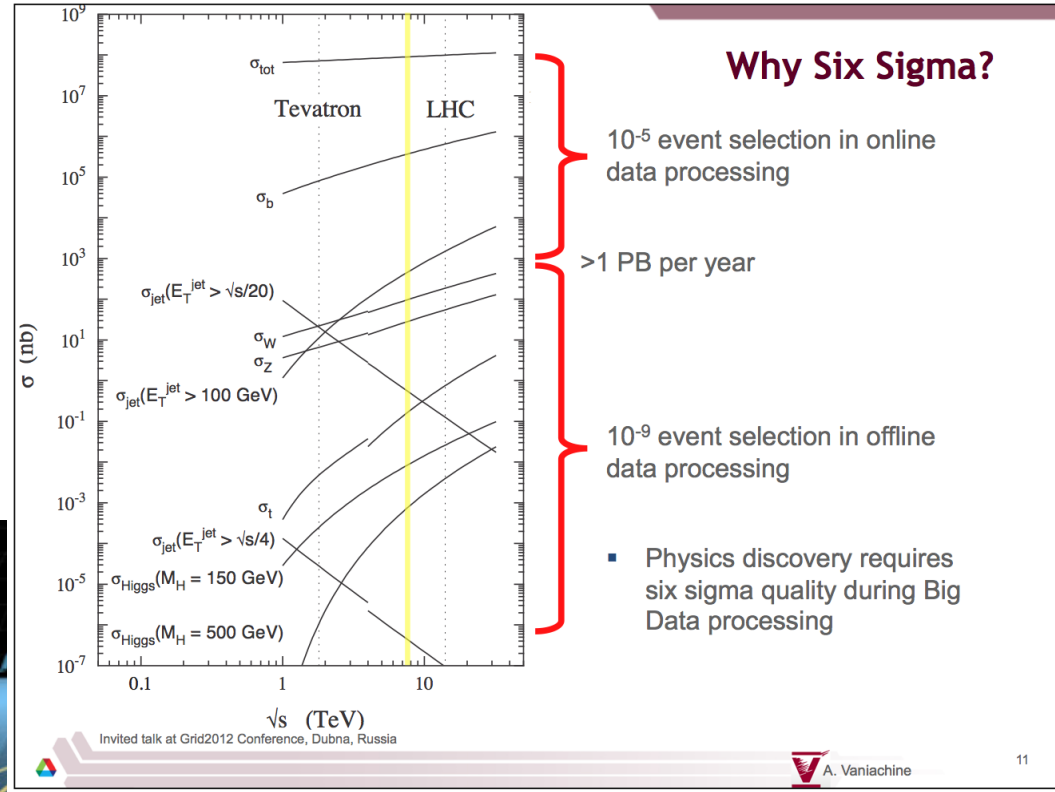 Why Six Sigma?
10⁹
10⁷
10⁵
10³
10¹
10⁻¹
10⁻³
10⁻⁵
10⁻⁷
σ (nb)
σtot
Tevatron
LHC
σb
σjet(ETjet > √s/20)
σW
σZ
σjet(ETjet > 100 GeV)
σt
σjet(ETjet > √s/4)
σHiggs(MH = 150 GeV)
σHiggs(MH = 500 GeV)
0.1
1
10
√s (TeV)
10⁻⁵ event selection in online
data processing
>1 PB per year
10⁻⁹ event selection in offline
data processing
▪ Physics discovery requires
six sigma quality during Big
Data processing
Invited talk at Grid2012 Conference, Dubna, Russia
A. Vaniachine
11